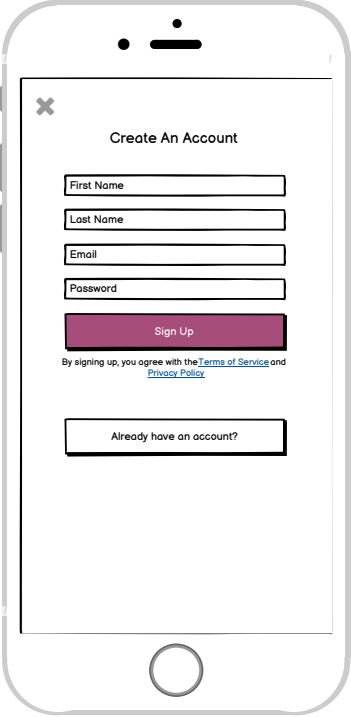 Create An Account
First Name
Last Name
Email
Password
Sign Up
By signing up, you agree with the Terms of Service and
Privacy Policy
Already have an account?